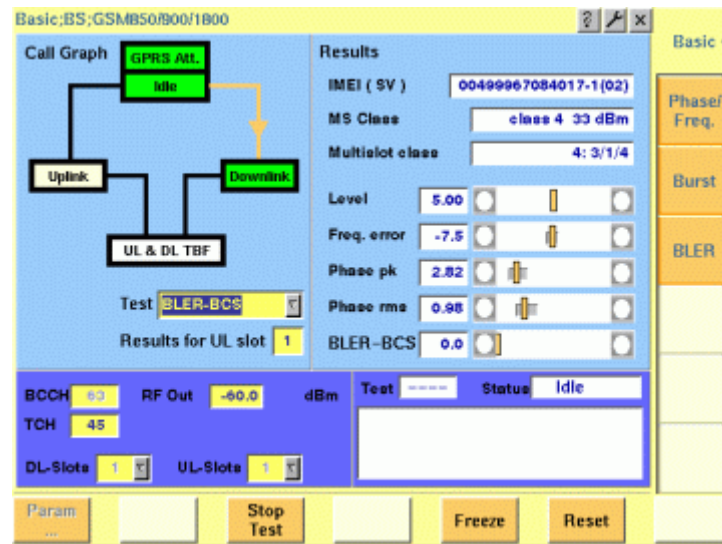 Basic;BS;GSM850/900/1800
? ×
Basic
Call Graph
GPRS Att.
Idle
Uplink
Downlink
UL & DL TBF
Test BLER-BCS
Results for UL slot 1
Results
IMEI ( SV ) 00499967084017-1(02)
MS Class class 4 33 dBm
Multislot class 4: 3/1/4
Level 5.00
Freq. error -7.5
Phase pk 2.82
Phase rms 0.98
BLER-BCS 0.0
Phase/
Freq.
Burst
BLER
BCCH 63 RF Out -60.0 dBm
TCH 45
DL-Slots 1 UL-Slots 1
Test ---- Status Idle
Param
...
Stop
Test
Freeze
Reset